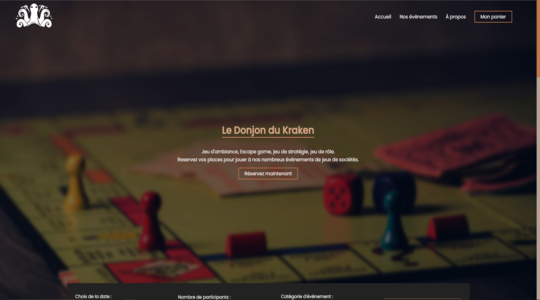 Accueil Nos événements À propos Mon panier
Le Donjon du Kraken
Jeu d'ambiance, Escape game, jeu de stratégie, jeu de rôle.
Reservez vos places pour jouer à nos nombreux événements de jeux de sociétés.
Réservez maintenant
Choix de la date : Nombre de participants : Catégorie d'événement :